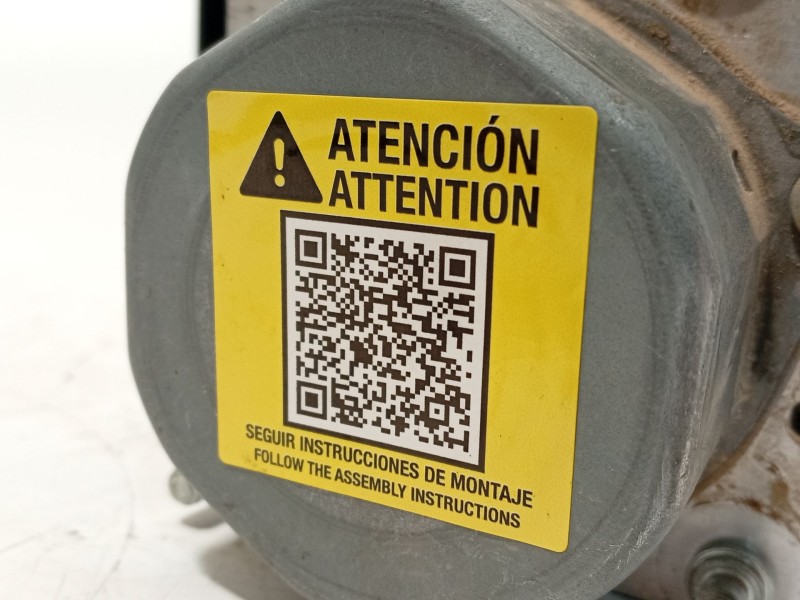 ATENCIÓN
ATTENTION
SEGUIR INSTRUCCIONES DE MONTAJE
FOLLOW THE ASSEMBLY INSTRUCTIONS